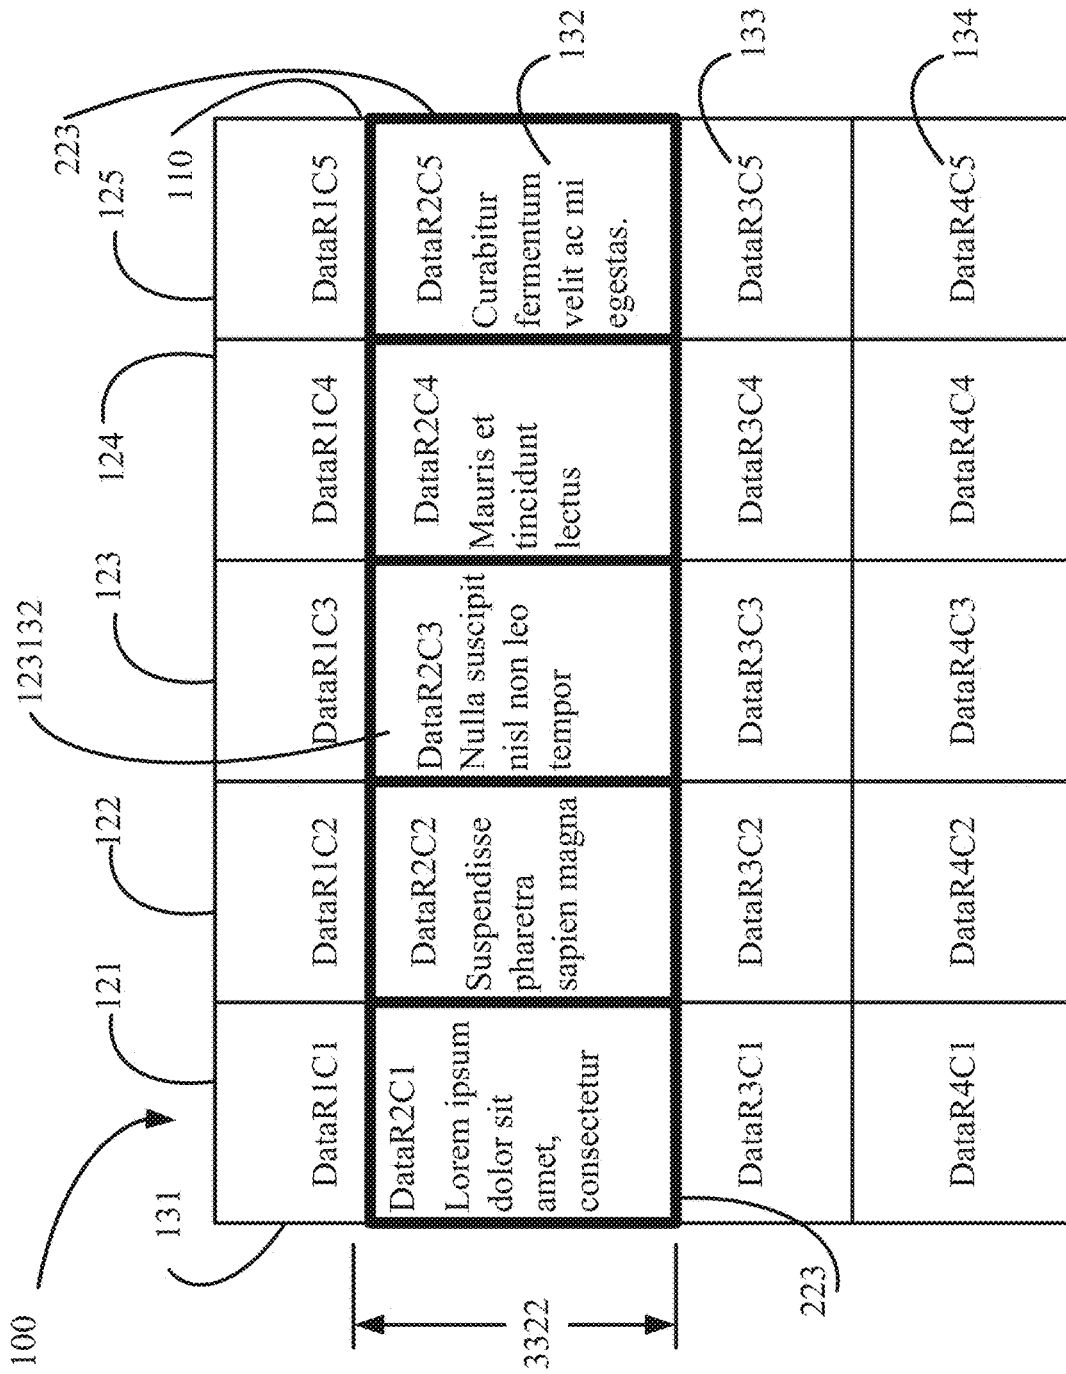 100
123132
223
121 122 123 124 125
131
110
DataR1C1 DataR1C2 DataR1C3 DataR1C4 DataR1C5
DataR2C1
Lorem ipsum
dolor sit
amet,
consectetur
DataR2C2
Suspendisse
pharetra
sapien magna
DataR2C3
Nulla suscipit
nisl non leo
tempor
DataR2C4
Mauris et
tincidunt
lectus
DataR2C5
Curabitur
fermentum
velit ac mi
egestas.
3322
132
DataR3C1 DataR3C2 DataR3C3 DataR3C4 DataR3C5
133
223
DataR4C1 DataR4C2 DataR4C3 DataR4C4 DataR4C5
134